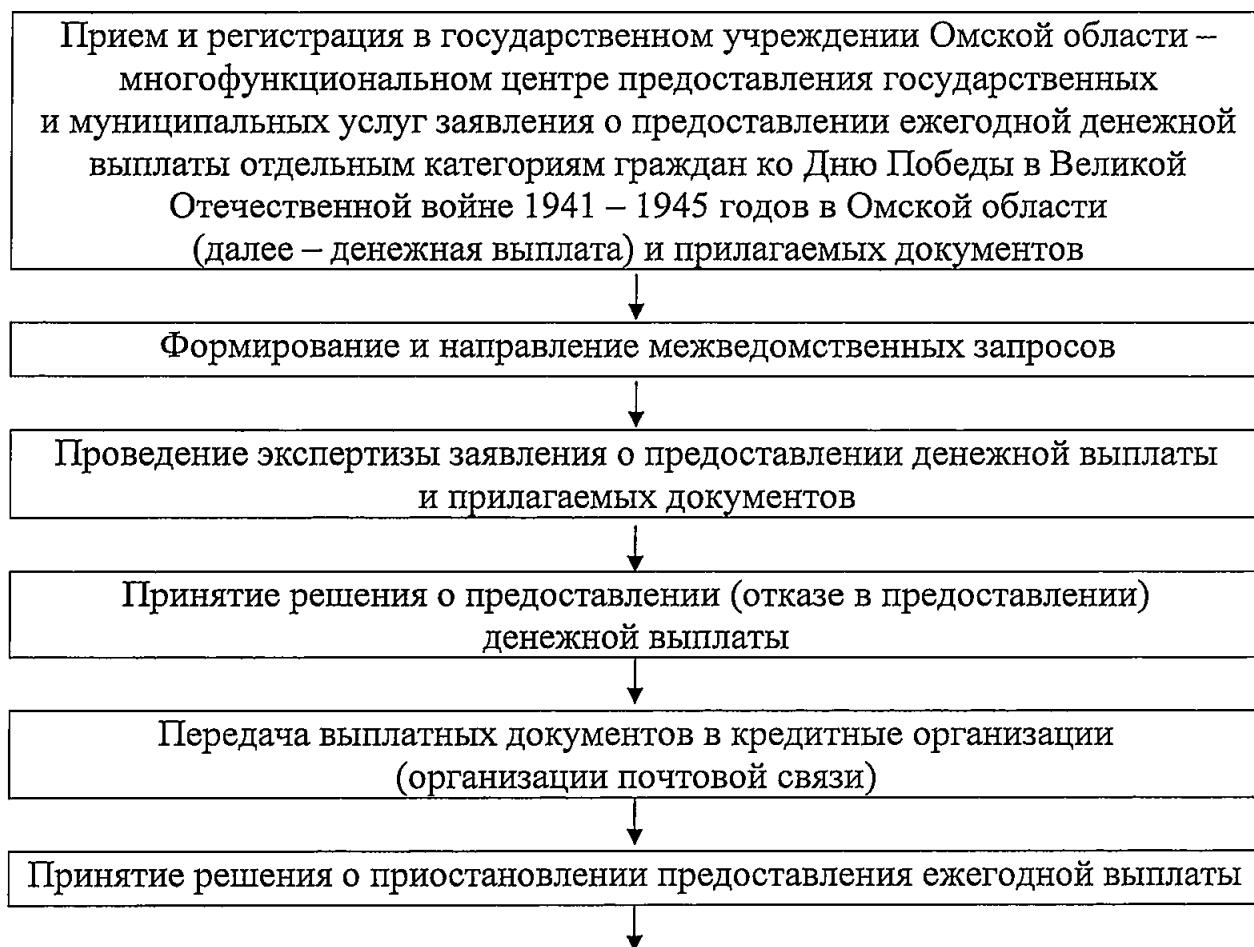 Прием и регистрация в государственном учреждении Омской области –
многофункциональном центре предоставления государственных
и муниципальных услуг заявления о предоставлении ежегодной денежной
выплаты отдельным категориям граждан ко Дню Победы в Великой
Отечественной войне 1941 – 1945 годов в Омской области
(далее – денежная выплата) и прилагаемых документов
Формирование и направление межведомственных запросов
Проведение экспертизы заявления о предоставлении денежной выплаты
и прилагаемых документов
Принятие решения о предоставлении (отказе в предоставлении)
денежной выплаты
Передача выплатных документов в кредитные организации
(организации почтовой связи)
Принятие решения о приостановлении предоставления ежегодной выплаты